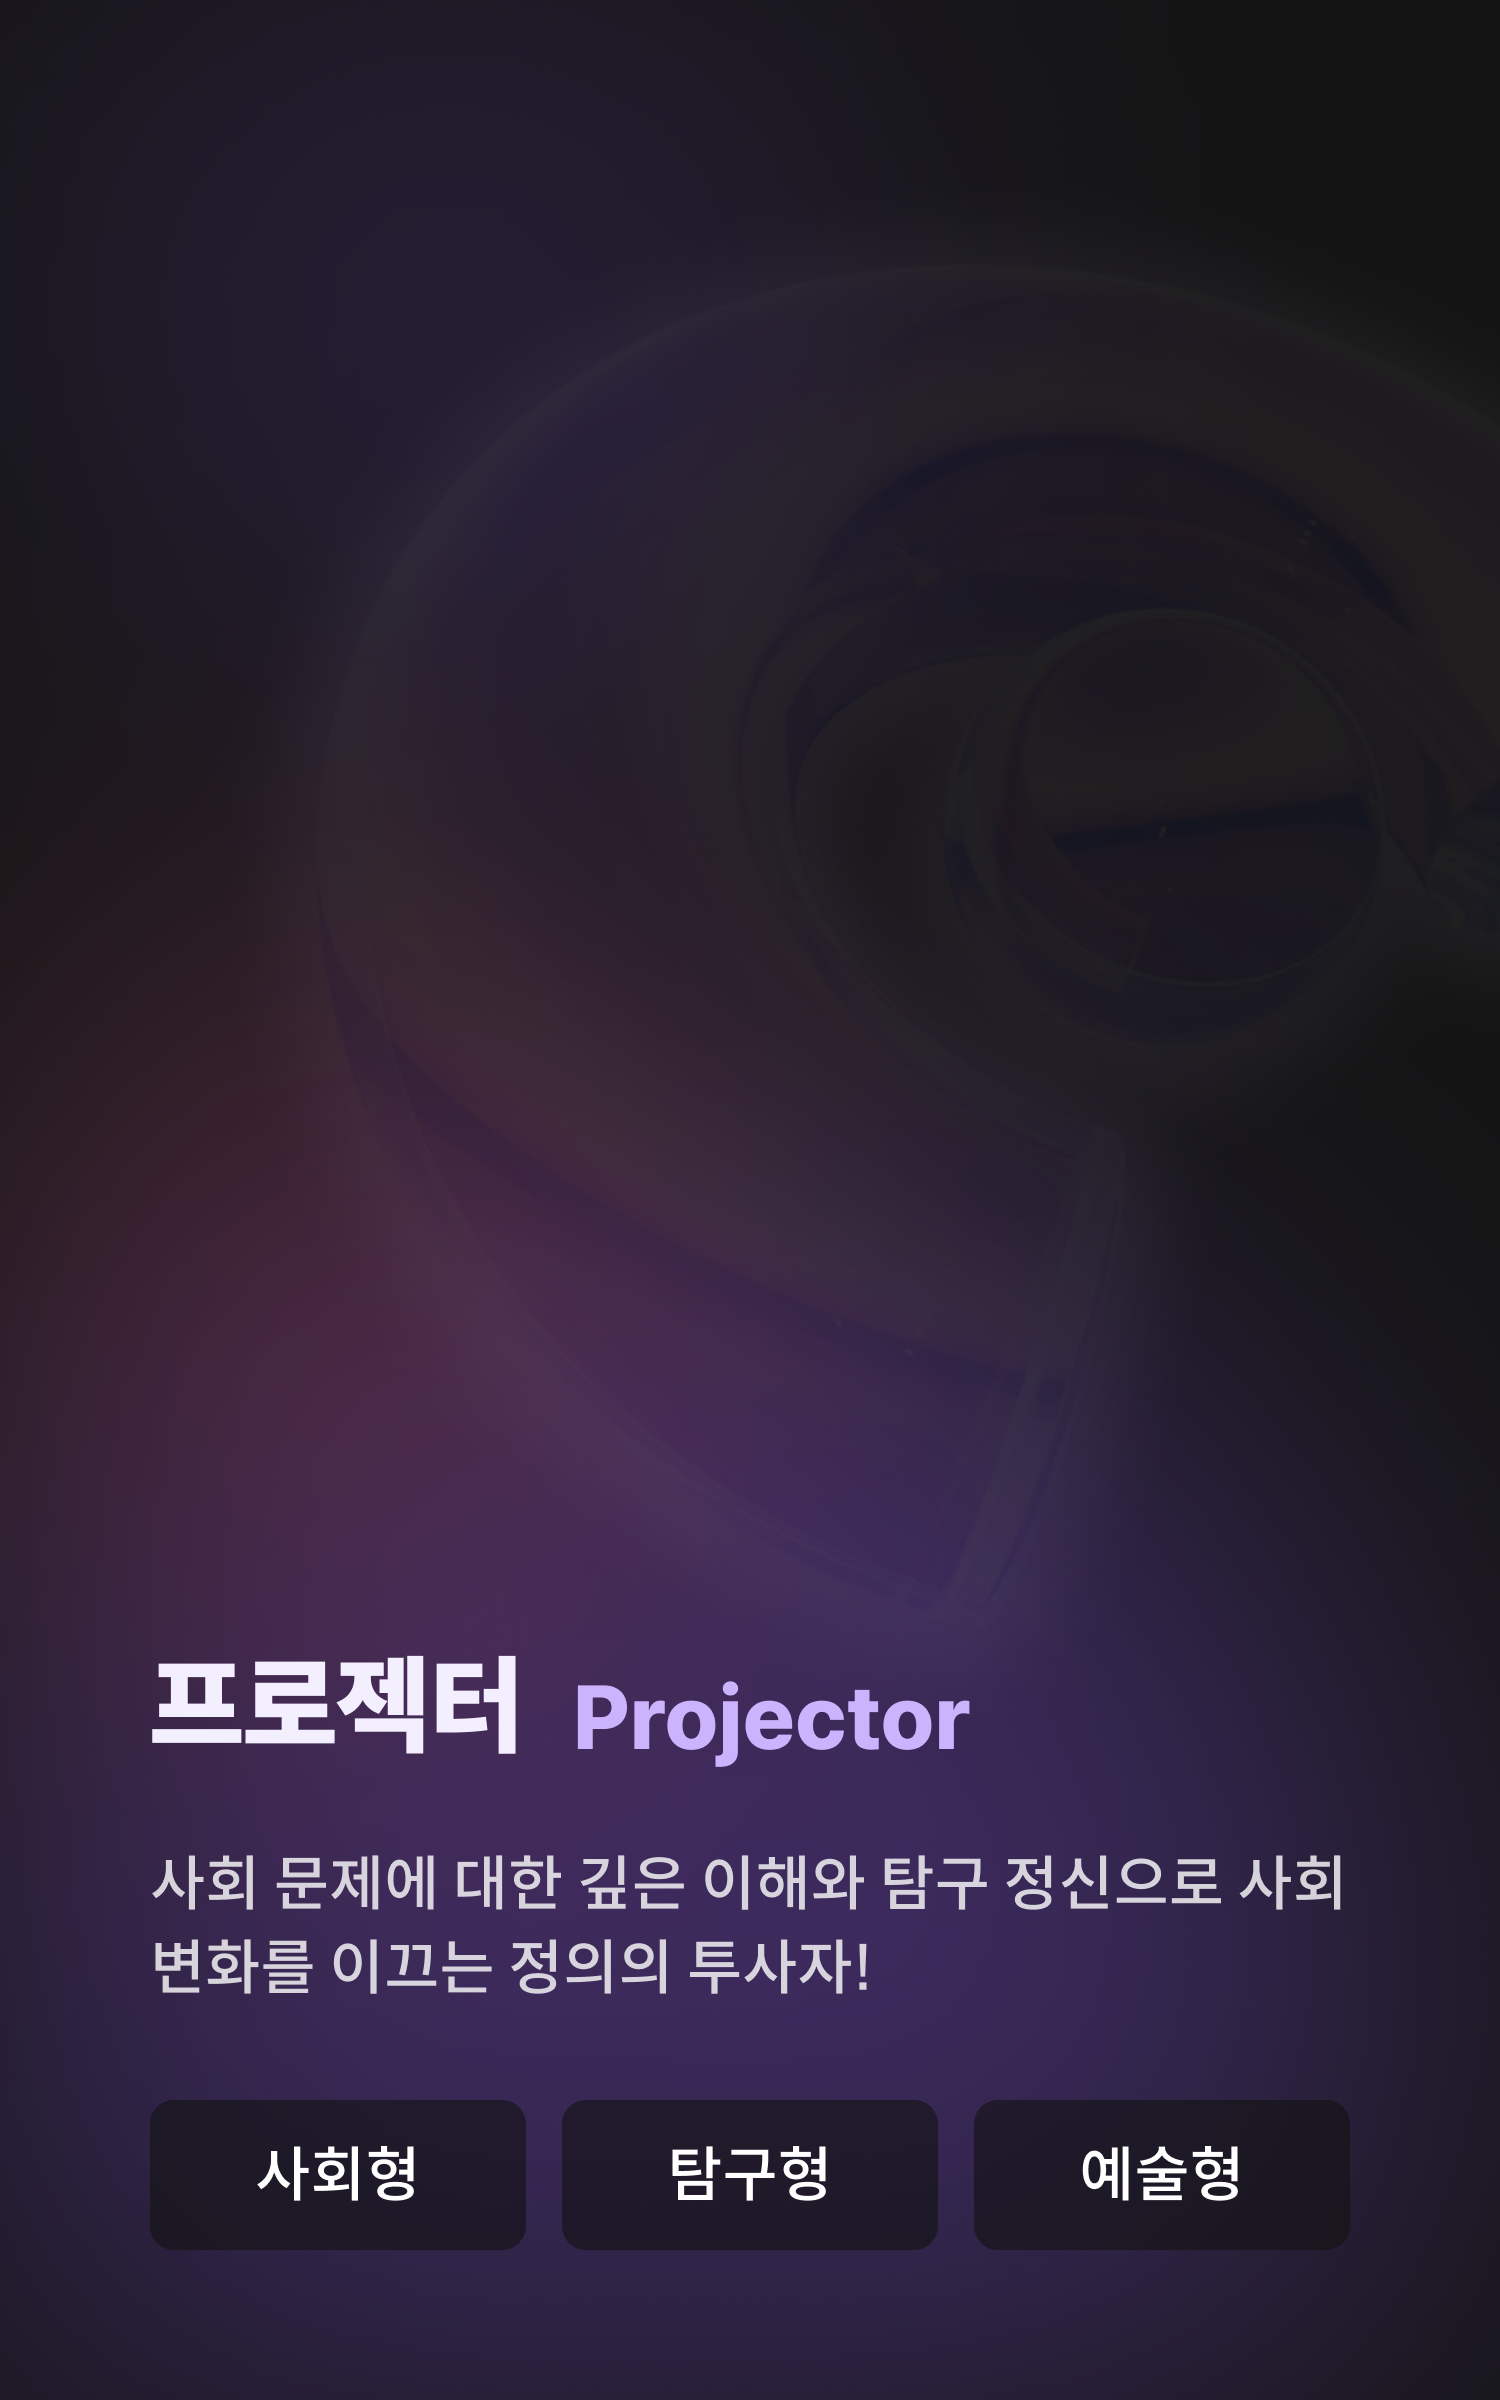 프로젝터 Projector
사회 문제에 대한 깊은 이해와 탐구 정신으로 사회
변화를 이끄는 정의의 투사자!
사회형 탐구형 예술형